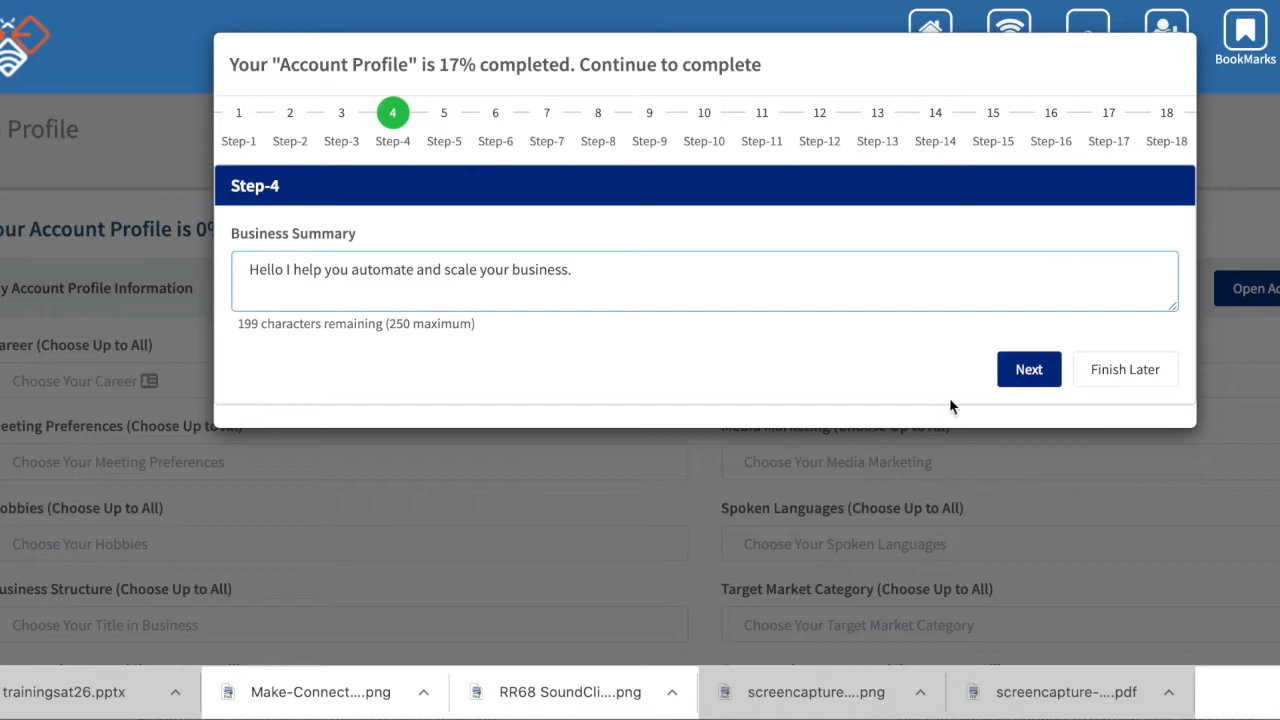 BookMarks
Your "Account Profile" is 17% completed. Continue to complete
1 2 3 4 5 6 7 8 9 10 11 12 13 14 15 16 17 18
Step-1 Step-2 Step-3 Step-4 Step-5 Step-6 Step-7 Step-8 Step-9 Step-10 Step-11 Step-12 Step-13 Step-14 Step-15 Step-16 Step-17 Step-18
Profile
Step-4
our Account Profile is 0%
Business Summary
Hello I help you automate and scale your business.
199 characters remaining (250 maximum)
Next Finish Later
y Account Profile Information
Open Ac
areer (Choose Up to All)
Choose Your Career
eeting Preferences (Choose Up to All)
Media Marketing (Choose Up to All)
Choose Your Meeting Preferences
Choose Your Media Marketing
obbies (Choose Up to All)
Spoken Languages (Choose Up to All)
Choose Your Hobbies
Choose Your Spoken Languages
usiness Structure (Choose Up to All)
Target Market Category (Choose Up to All)
Choose Your Title in Business
Choose Your Target Market Category
trainingsat26.pptx
Make-Connect....png
RR68 SoundCli....png
screencapture....png
screencapture-....pdf